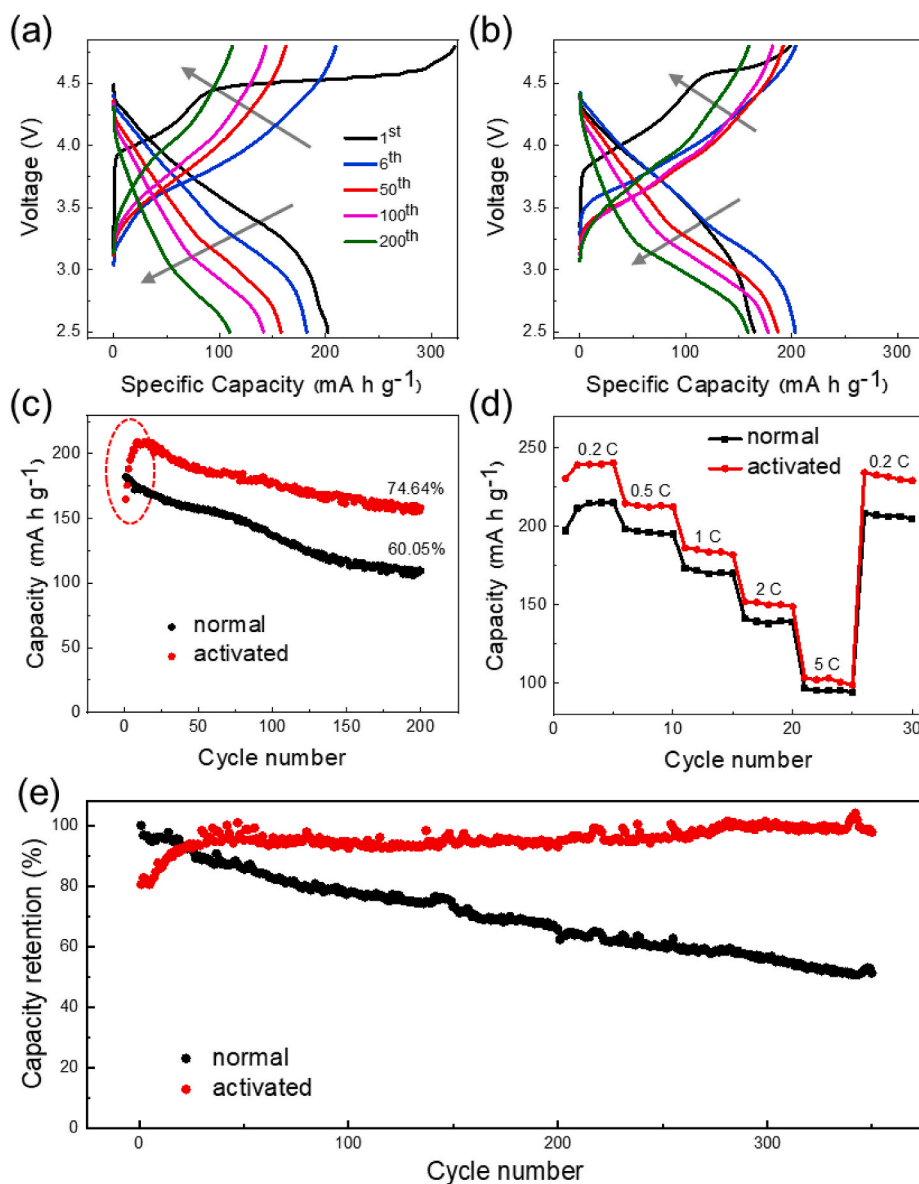 (a)
Voltage (V)
4.5
4.0
3.5
3.0
2.5
1st
6th
50th
100th
200th
0 100 200 300
Specific Capacity (mA h g-1)
(b)
Voltage (V)
4.5
4.0
3.5
3.0
2.5
0 100 200 300
Specific Capacity (mA h g-1)
(c)
Capacity (mA h g-1)
200
150
100
50
0
74.64%
60.05%
normal
activated
0 50 100 150 200
Cycle number
(d)
Capacity (mA h g-1)
250
200
150
100
normal
activated
0.2 C
0.5 C
1 C
2 C
5 C
0.2 C
0 10 20 30
Cycle number
(e)
Capacity retention (%)
100
80
60
40
20
0
normal
activated
0 100 200 300
Cycle number